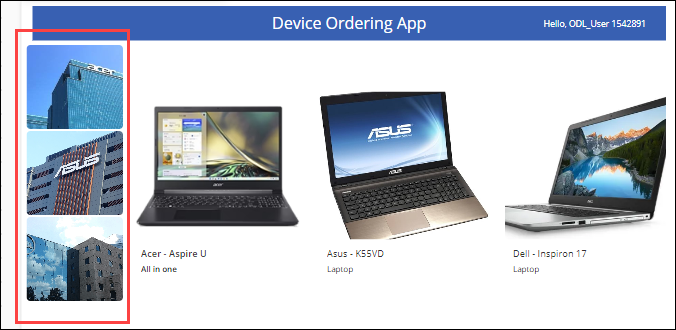 Device Ordering App
Hello, ODL_User 1542891
acer
ASUS
ASUS
ASUS
acer
Acer - Aspire U
All in one
Asus - K55VD
Laptop
Dell - Inspiron 17
Laptop